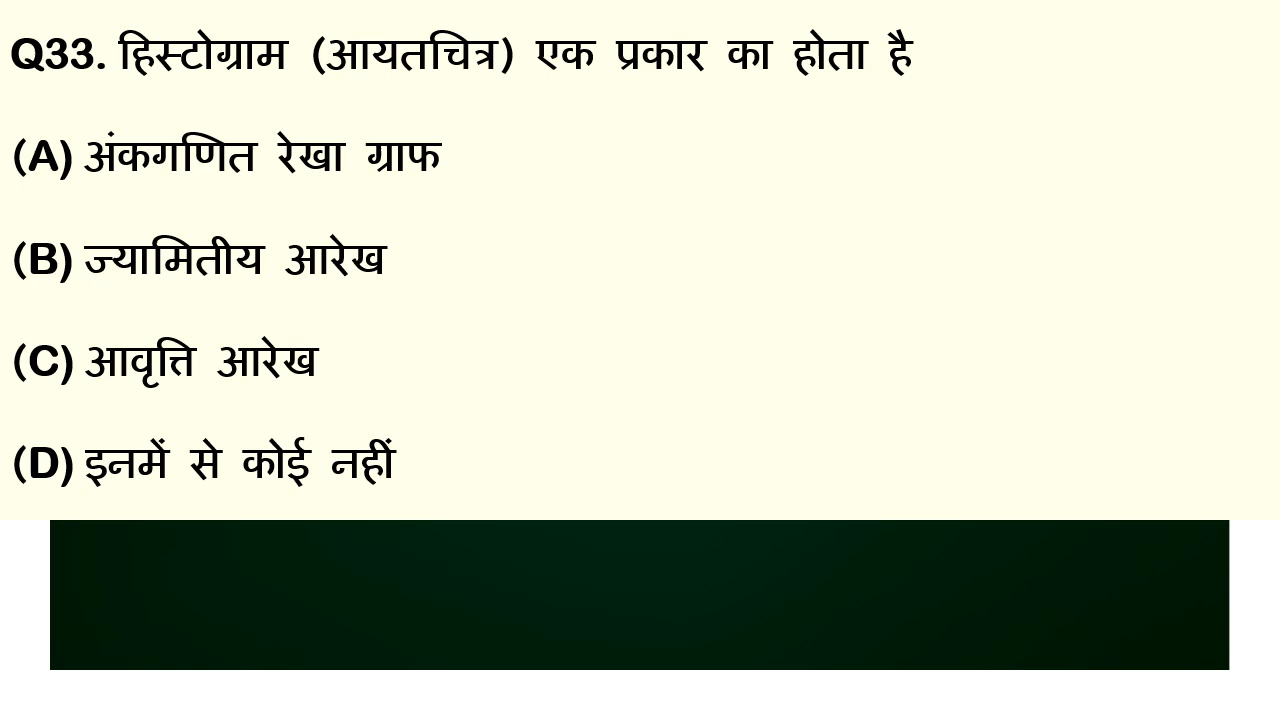 Q33. हिस्टोग्राम (आयतचित्र) एक प्रकार का होता है
(A) अंकगणित रेखा ग्राफ
(B) ज्यामितीय आरेख
(C) आवृत्ति आरेख
(D) इनमें से कोई नहीं